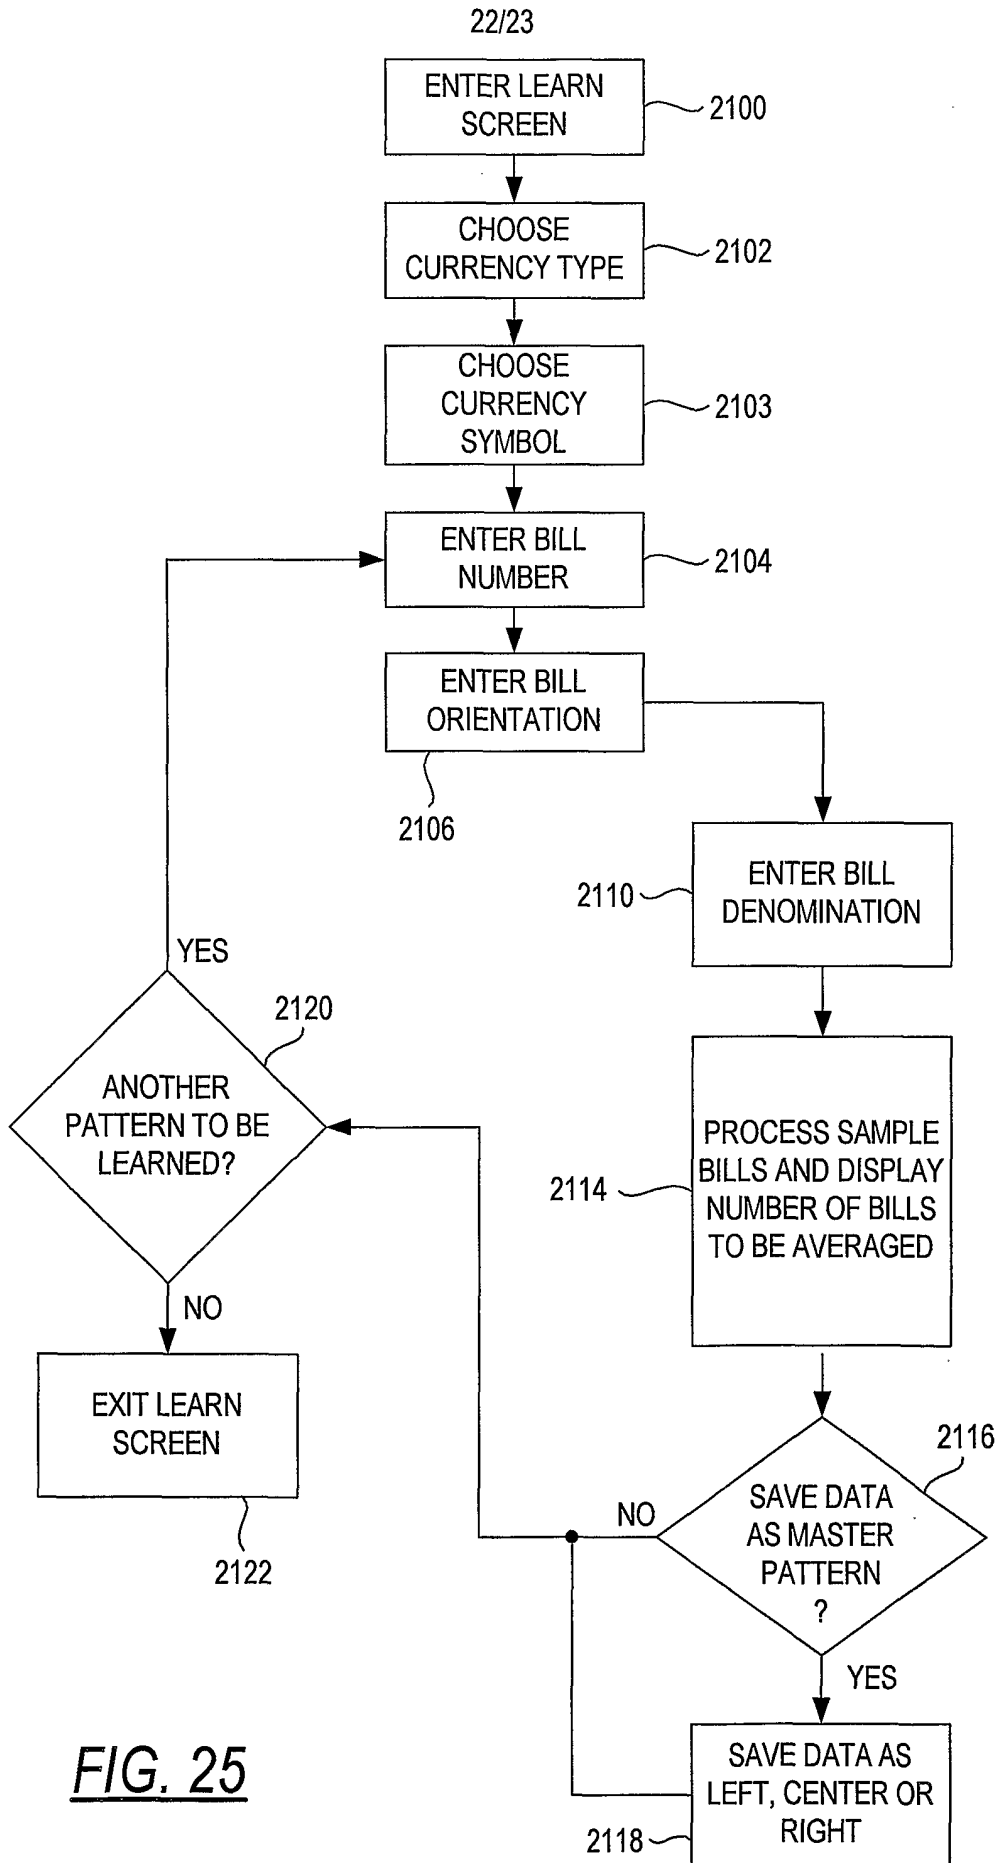 22/23
ENTER LEARN
SCREEN
2100
CHOOSE
CURRENCY TYPE
2102
CHOOSE
CURRENCY
SYMBOL
2103
ENTER BILL
NUMBER
2104
ENTER BILL
ORIENTATION
2106
ENTER BILL
DENOMINATION
2110
PROCESS SAMPLE
BILLS AND DISPLAY
NUMBER OF BILLS
TO BE AVERAGED
2114
SAVE DATA
AS MASTER
PATTERN
?
2116
NO
YES
SAVE DATA AS
LEFT, CENTER OR
RIGHT
2118
ANOTHER
PATTERN TO BE
LEARNED?
2120
YES
NO
EXIT LEARN
SCREEN
2122
FIG. 25